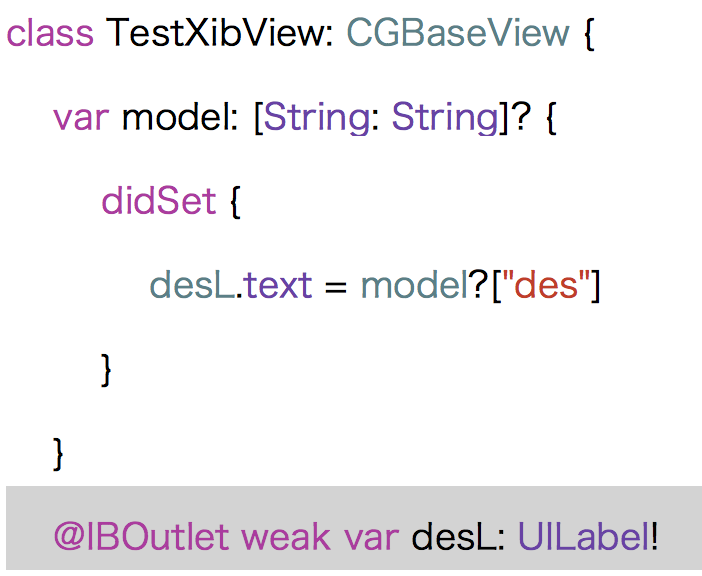 class TestXibView: CGBaseView {
var model: [String: String]? {
didSet {
desL.text = model?["des"]
}
}
@IBOutlet weak var desL: UILabel!